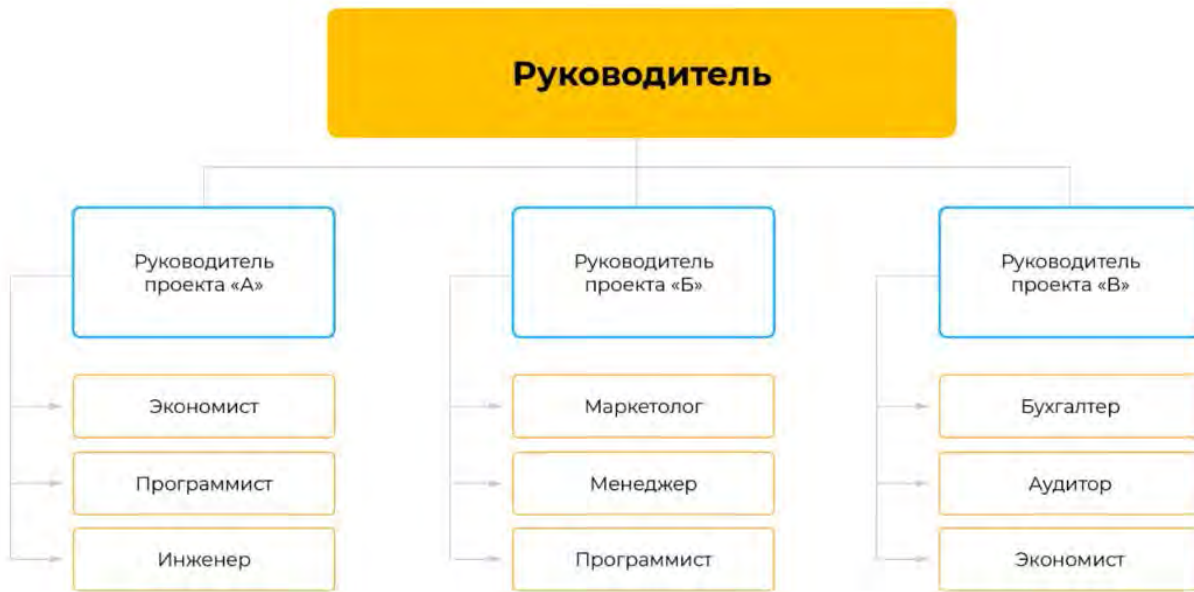 Руководитель
Руководитель
проекта «А»
Руководитель
проекта «Б»
Руководитель
проекта «В»
Экономист
Маркетолог
Бухгалтер
Программист
Менеджер
Аудитор
Инженер
Программист
Экономист